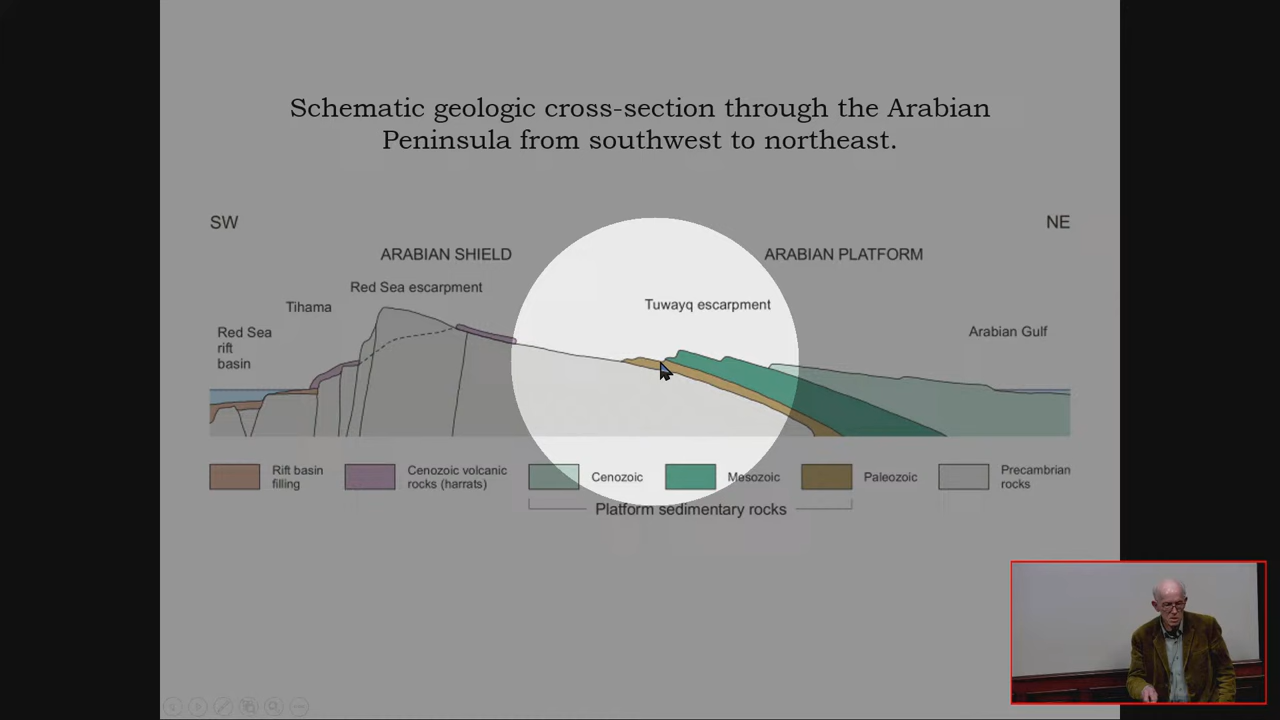 Schematic geologic cross-section through the Arabian
Peninsula from southwest to northeast.
SW
NE
ARABIAN SHIELD
ARABIAN PLATFORM
Red Sea escarpment
Tihama
Tuwayq escarpment
Red Sea
rift
basin
Arabian Gulf
Rift basin
filling
Cenozoic volcanic
rocks (harrats)
Cenozoic
Mesozoic
Paleozoic
Precambrian
rocks
Platform sedimentary rocks